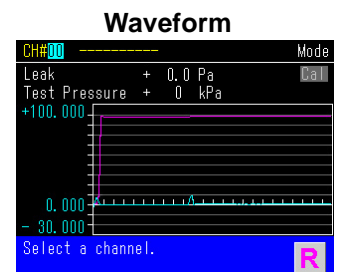 Waveform
CH#00 ---------- Mode
Leak + 0.0 Pa Cal
Test Pressure + 0 kPa
+100.000
0.000
- 30.000
Select a channel.
R